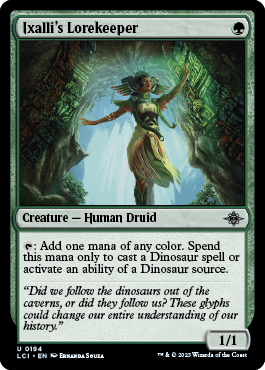 Ixalli's Lorekeeper
Creature — Human Druid
: Add one mana of any color. Spend
this mana only to cast a Dinosaur spell or
activate an ability of a Dinosaur source.
“Did we follow the dinosaurs out of the
caverns, or did they follow us? These glyphs
could change our entire understanding of
our history.”
1/1
U 0194
LCI • EN Ernanda Souza
™ & © 2023 Wizards of the Coast